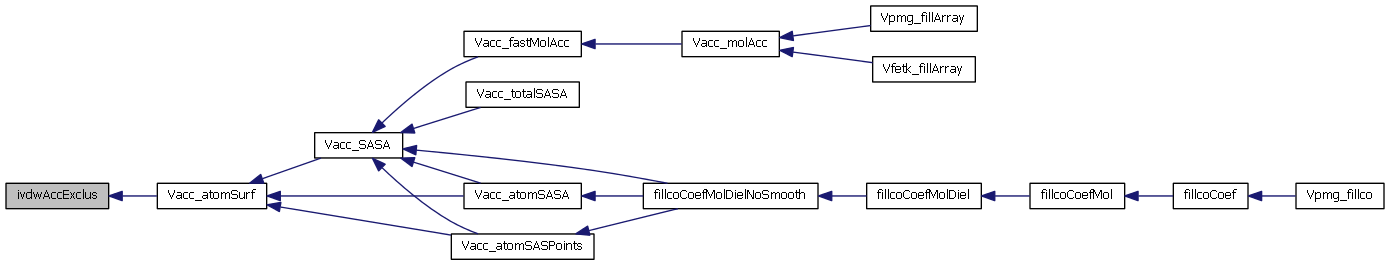 Vpmg_fillArray
Vacc_fastMolAcc
Vacc_molAcc
Vfetk_fillArray
Vacc_totalSASA
Vacc_SASA
ivdwAccExclus
Vacc_atomSurf
Vacc_atomSASA
fillcoCoefMolDielNoSmooth
fillcoCoefMolDiel
fillcoCoefMol
fillcoCoef
Vpmg_fillco
Vacc_atomSASPoints